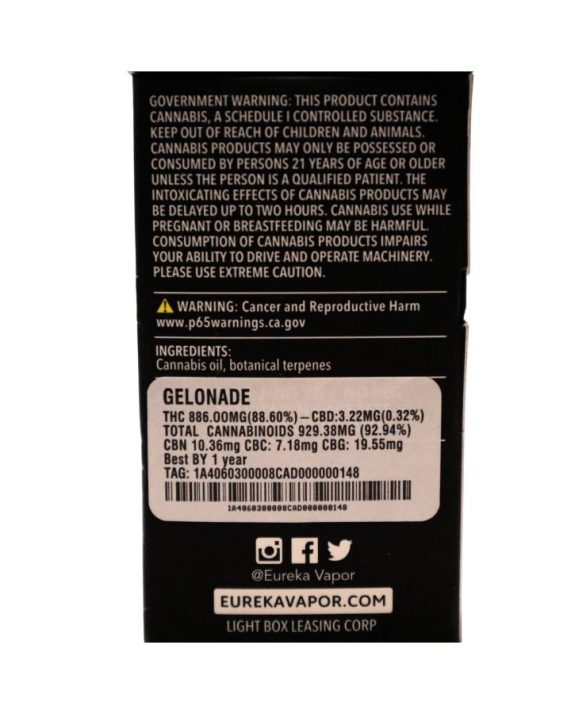 GOVERNMENT WARNING: THIS PRODUCT CONTAINS
CANNABIS, A SCHEDULE I CONTROLLED SUBSTANCE.
KEEP OUT OF REACH OF CHILDREN AND ANIMALS.
CANNABIS PRODUCTS MAY ONLY BE POSSESSED OR
CONSUMED BY PERSONS 21 YEARS OF AGE OR OLDER
UNLESS THE PERSON IS A QUALIFIED PATIENT. THE
INTOXICATING EFFECTS OF CANNABIS PRODUCTS MAY
BE DELAYED UP TO TWO HOURS. CANNABIS USE WHILE
PREGNANT OR BREASTFEEDING MAY BE HARMFUL.
CONSUMPTION OF CANNABIS PRODUCTS IMPAIRS
YOUR ABILITY TO DRIVE AND OPERATE MACHINERY.
PLEASE USE EXTREME CAUTION.
WARNING: Cancer and Reproductive Harm
www.p65warnings.ca.gov
INGREDIENTS:
Cannabis oil, botanical terpenes
GELONADE
THC 886.00MG(88.60%) – CBD:3.22MG(0.32%)
TOTAL CANNABINOIDS 929.38MG (92.94%)
CBN 10.36mg CBC: 7.18mg CBG: 19.55mg
Best BY 1 year
TAG: 1A4060300008CAD000000148
1A4060300008CAD000000148
@Eureka Vapor
EUREKAVAPOR.COM
LIGHT BOX LEASING CORP